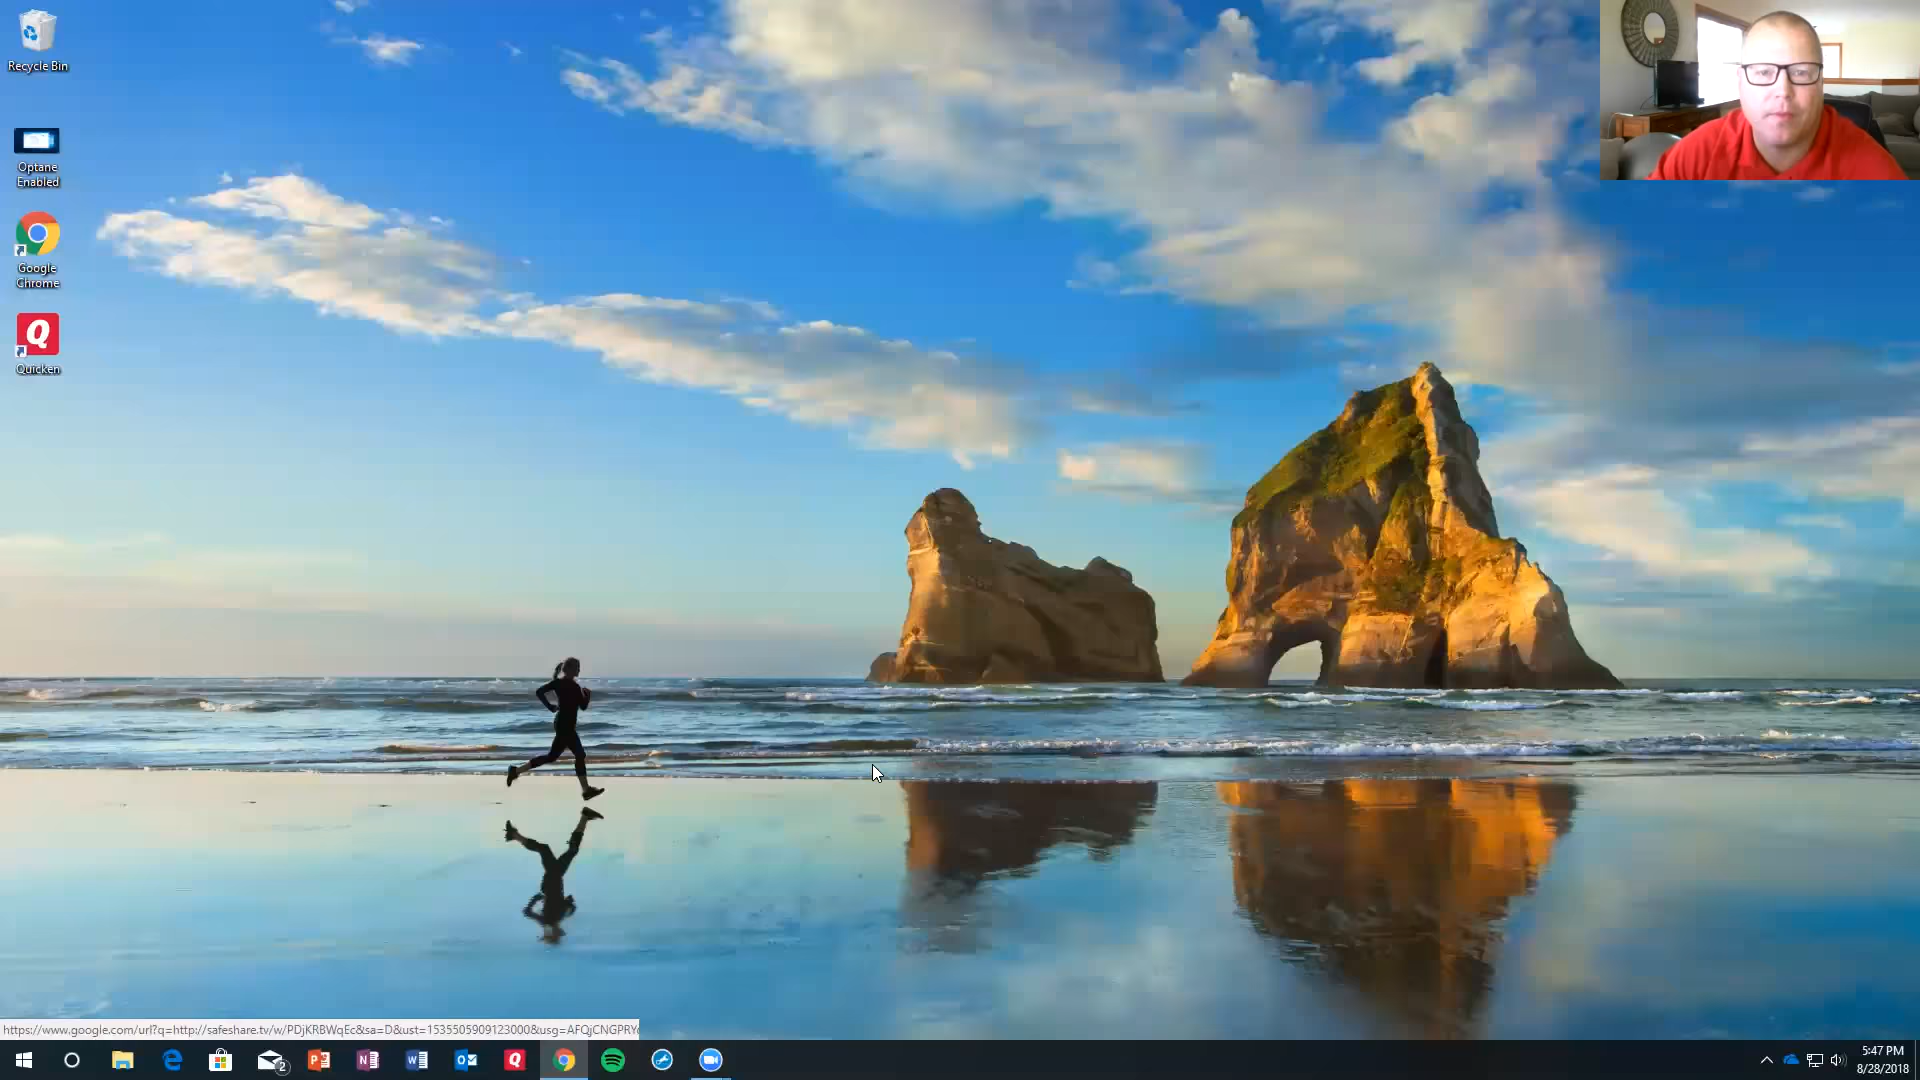 Recycle Bin
Optane
Enabled
Google
Chrome
Q
Quicken
https://www.google.com/url?q=http://safeshare.tv/w/PDjKRBWqEc&sa=D&ust=1535505909123000&usg=AFQjCNGPRY
2
P
N
W
O
Q
5:47 PM
8/28/2018